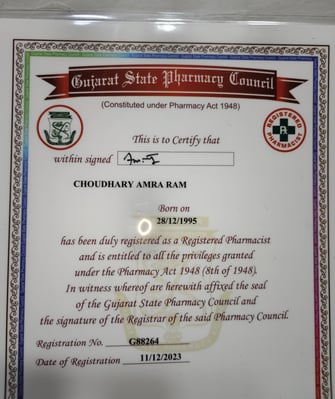 Gujarat State Pharmacy Council
(Constituted under Pharmacy Act 1948)
REGISTERED PHARMACIST
This is to Certify that
within signed
CHOUDHARY AMRA RAM
Born on
28/12/1995
has been duly registered as a Registered Pharmacist
and is entitled to all the privileges granted
under the Pharmacy Act 1948 (8th of 1948).
In witness whereof are herewith affixed the seal
of the Gujarat State Pharmacy Council and
the signature of the Registrar of the said Pharmacy Council.
Registration No. G88264
Date of Registration 11/12/2023